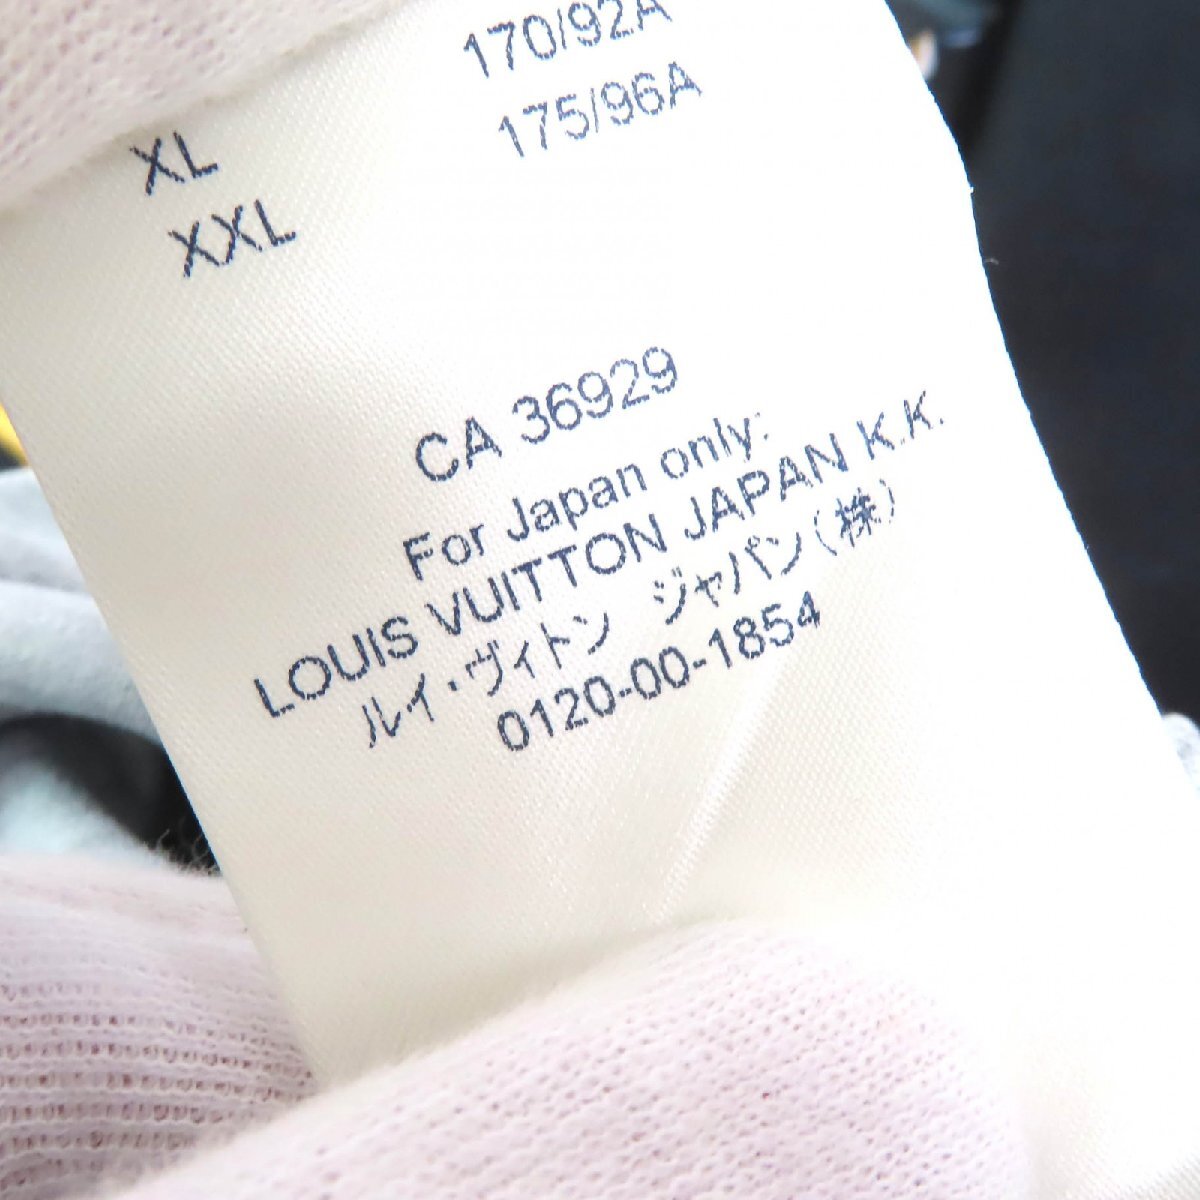 XL 170/92A
XXL 175/96A
CA 36929
For Japan only:
LOUIS VUITTON JAPAN K.K.
ルイ・ヴィトン ジャパン(株)
0120-00-1854